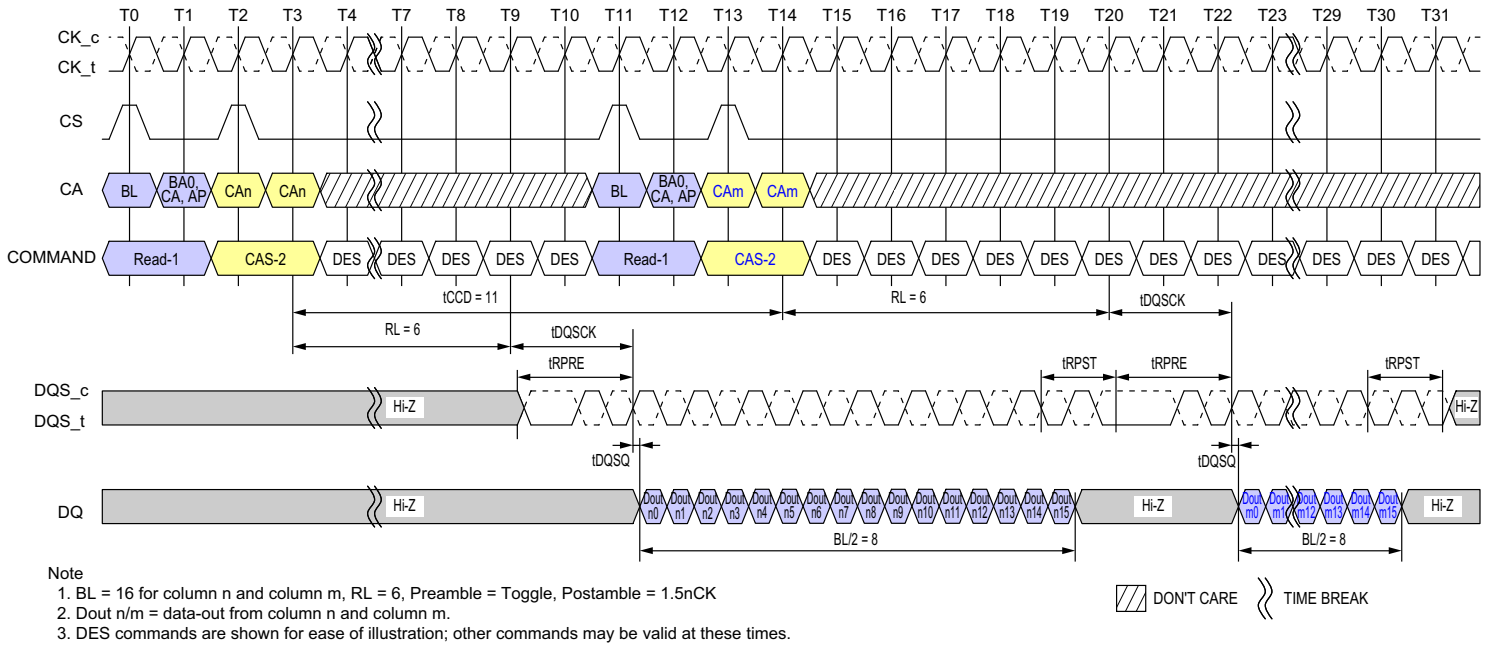 T0 T1 T2 T3 T4 T7 T8 T9 T10 T11 T12 T13 T14 T15 T16 T17 T18 T19 T20 T21 T22 T23 T29 T30 T31
CK_c
CK_t
CS
CA BL BA0, CA, AP CAn CAn BL BA0, CA, AP CAm CAm
COMMAND Read-1 CAS-2 DES DES DES DES DES Read-1 CAS-2 DES DES DES DES DES DES DES DES DES DES DES DES
tCCD = 11 RL = 6 tDQSCK
RL = 6 tDQSCK
tRPRE tRPST tRPRE tRPST
DQS_c
DQS_t
Hi-Z Hi-Z
tDQSQ tDQSQ
DQ Hi-Z Dout n0 Dout n1 Dout n2 Dout n3 Dout n4 Dout n5 Dout n6 Dout n7 Dout n8 Dout n9 Dout n10 Dout n11 Dout n12 Dout n13 Dout n14 Dout n15 Hi-Z Dout m0 Dout m1 Dout m12 Dout m13 Dout m14 Dout m15 Hi-Z
BL/2 = 8 BL/2 = 8
Note
1. BL = 16 for column n and column m, RL = 6, Preamble = Toggle, Postamble = 1.5nCK
2. Dout n/m = data-out from column n and column m.
3. DES commands are shown for ease of illustration; other commands may be valid at these times.
DON'T CARE TIME BREAK